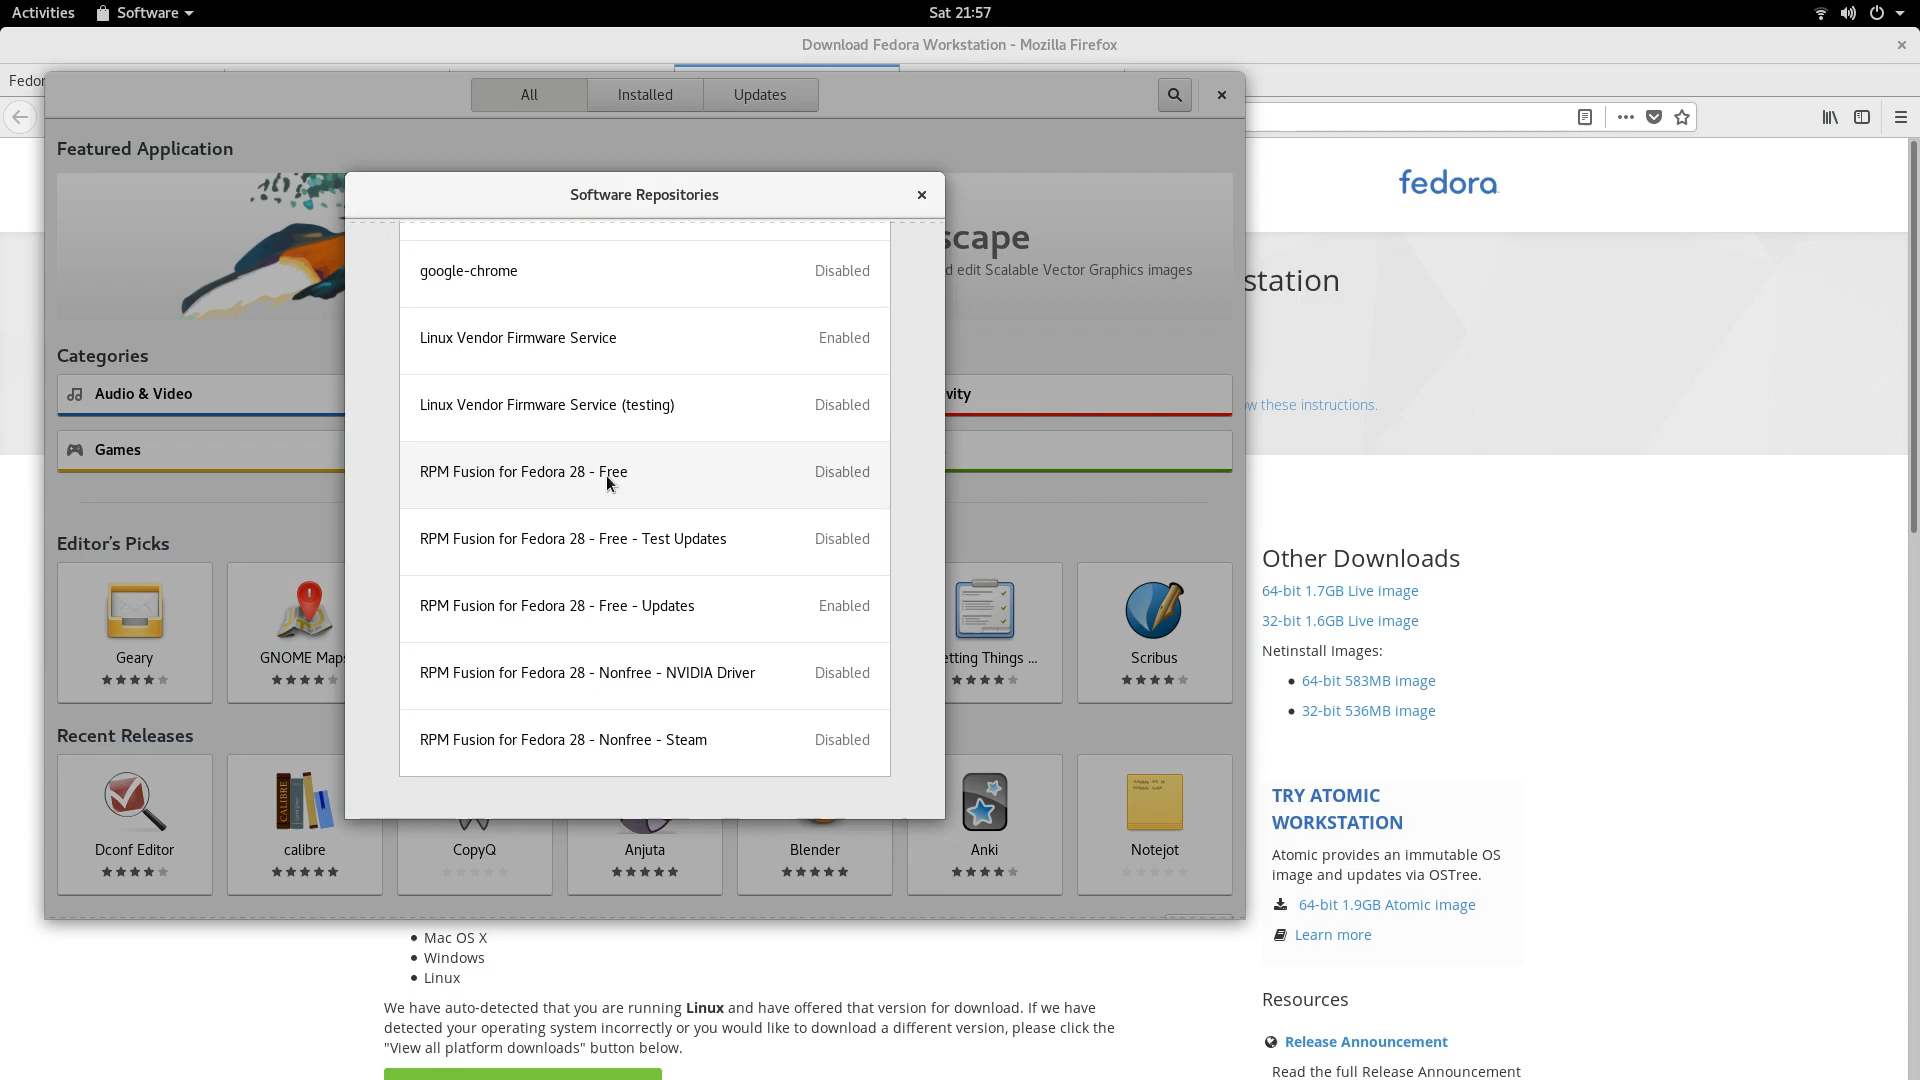 Activities Software Sat 21:57
Download Fedora Workstation - Mozilla Firefox
Fedor
All Installed Updates
Featured Application
fedora
Software Repositories
scape
d edit Scalable Vector Graphics images
station
google-chrome Disabled
Linux Vendor Firmware Service Enabled
Categories
Audio & Video
vity
Linux Vendor Firmware Service (testing) Disabled
w these instructions.
Games
RPM Fusion for Fedora 28 - Free Disabled
RPM Fusion for Fedora 28 - Free - Test Updates Disabled
RPM Fusion for Fedora 28 - Free - Updates Enabled
RPM Fusion for Fedora 28 - Nonfree - NVIDIA Driver Disabled
RPM Fusion for Fedora 28 - Nonfree - Steam Disabled
Editor's Picks
Geary
GNOME Maps
etting Things ...
Scribus
Recent Releases
CALIBRE
Dconf Editor
calibre
CopyQ
Anjuta
Blender
Anki
Notejot
Other Downloads
64-bit 1.7GB Live image
32-bit 1.6GB Live image
Netinstall Images:
64-bit 583MB image
32-bit 536MB image
TRY ATOMIC
WORKSTATION
Atomic provides an immutable OS
image and updates via OSTree.
64-bit 1.9GB Atomic image
Learn more
Resources
Release Announcement
Read the full Release Announcement
Mac OS X
Windows
Linux
We have auto-detected that you are running Linux and have offered that version for download. If we have
detected your operating system incorrectly or you would like to download a different version, please click the
"View all platform downloads" button below.